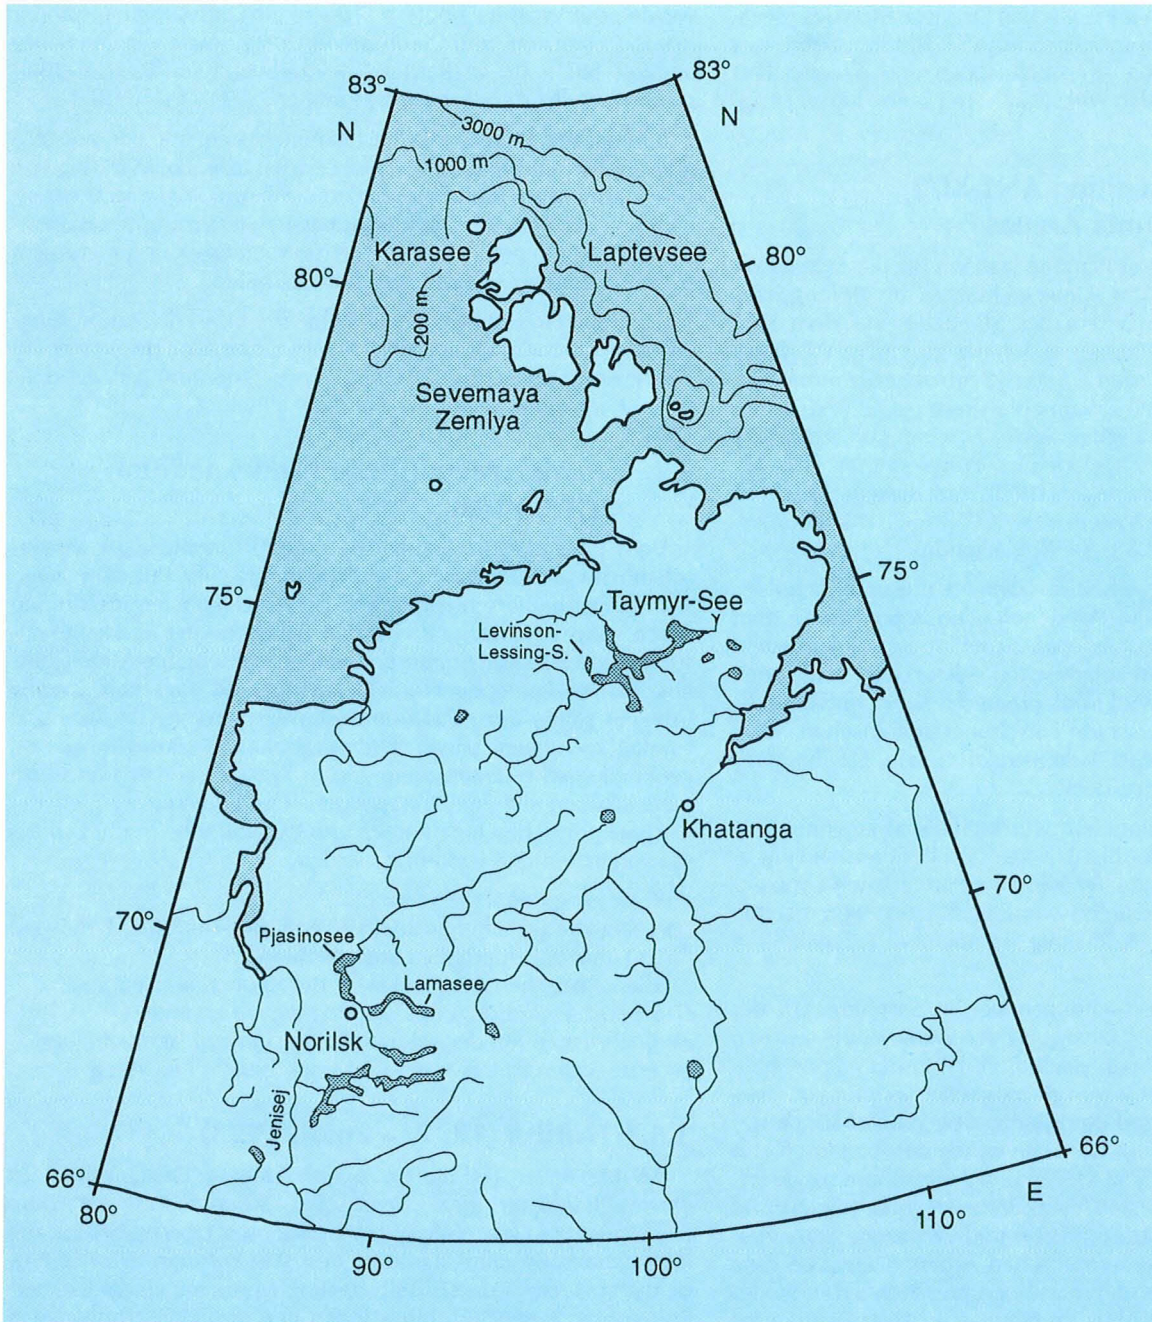 83°
83°
N
N
3000 m
1000 m
Karasee
Laptevsee
80°
80°
200 m
Severnaya
Zemlya
75°
75°
Taymyr-See
Levinson-
Lessing-S.
Khatanga
70°
70°
Pjasinosee
Lamasee
Norilsk
Jenisej
66°
66°
80°
E
110°
90°
100°